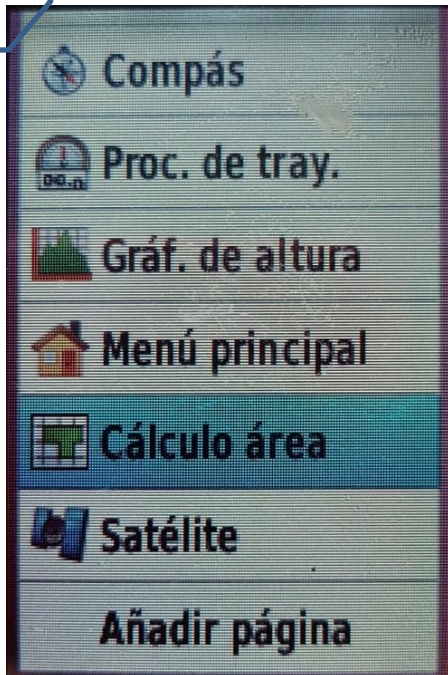 Compás
Proc. de tray.
Gráf. de altura
Menú principal
Cálculo área
Satélite
Añadir página